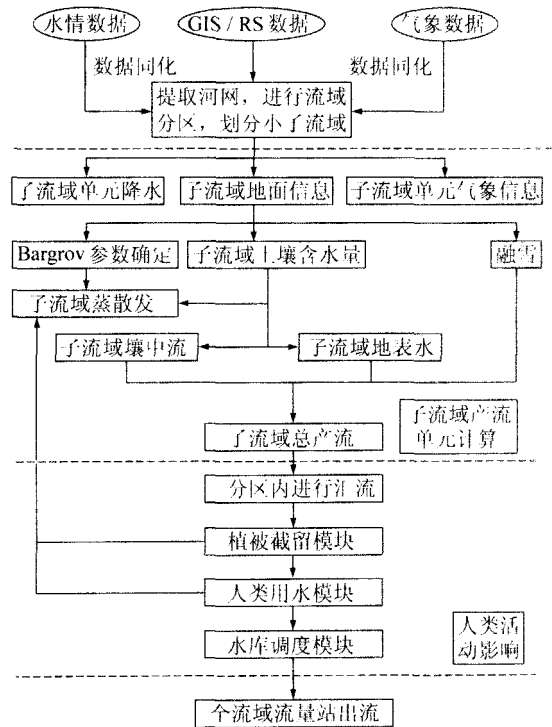 水情数据
GIS / RS 数据
气象数据
数据同化
数据同化
提取河网，进行流域
分区，划分小子流域
子流域单元降水
子流域地面信息
子流域单元气象信息
Bargrov 参数确定
子流域土壤含水量
融雪
子流域蒸散发
子流域壤中流
子流域地表水
子流域产流
单元计算
子流域总产流
分区内进行汇流
植被截留模块
人类用水模块
水库调度模块
人类活
动影响
全流域流量站出流